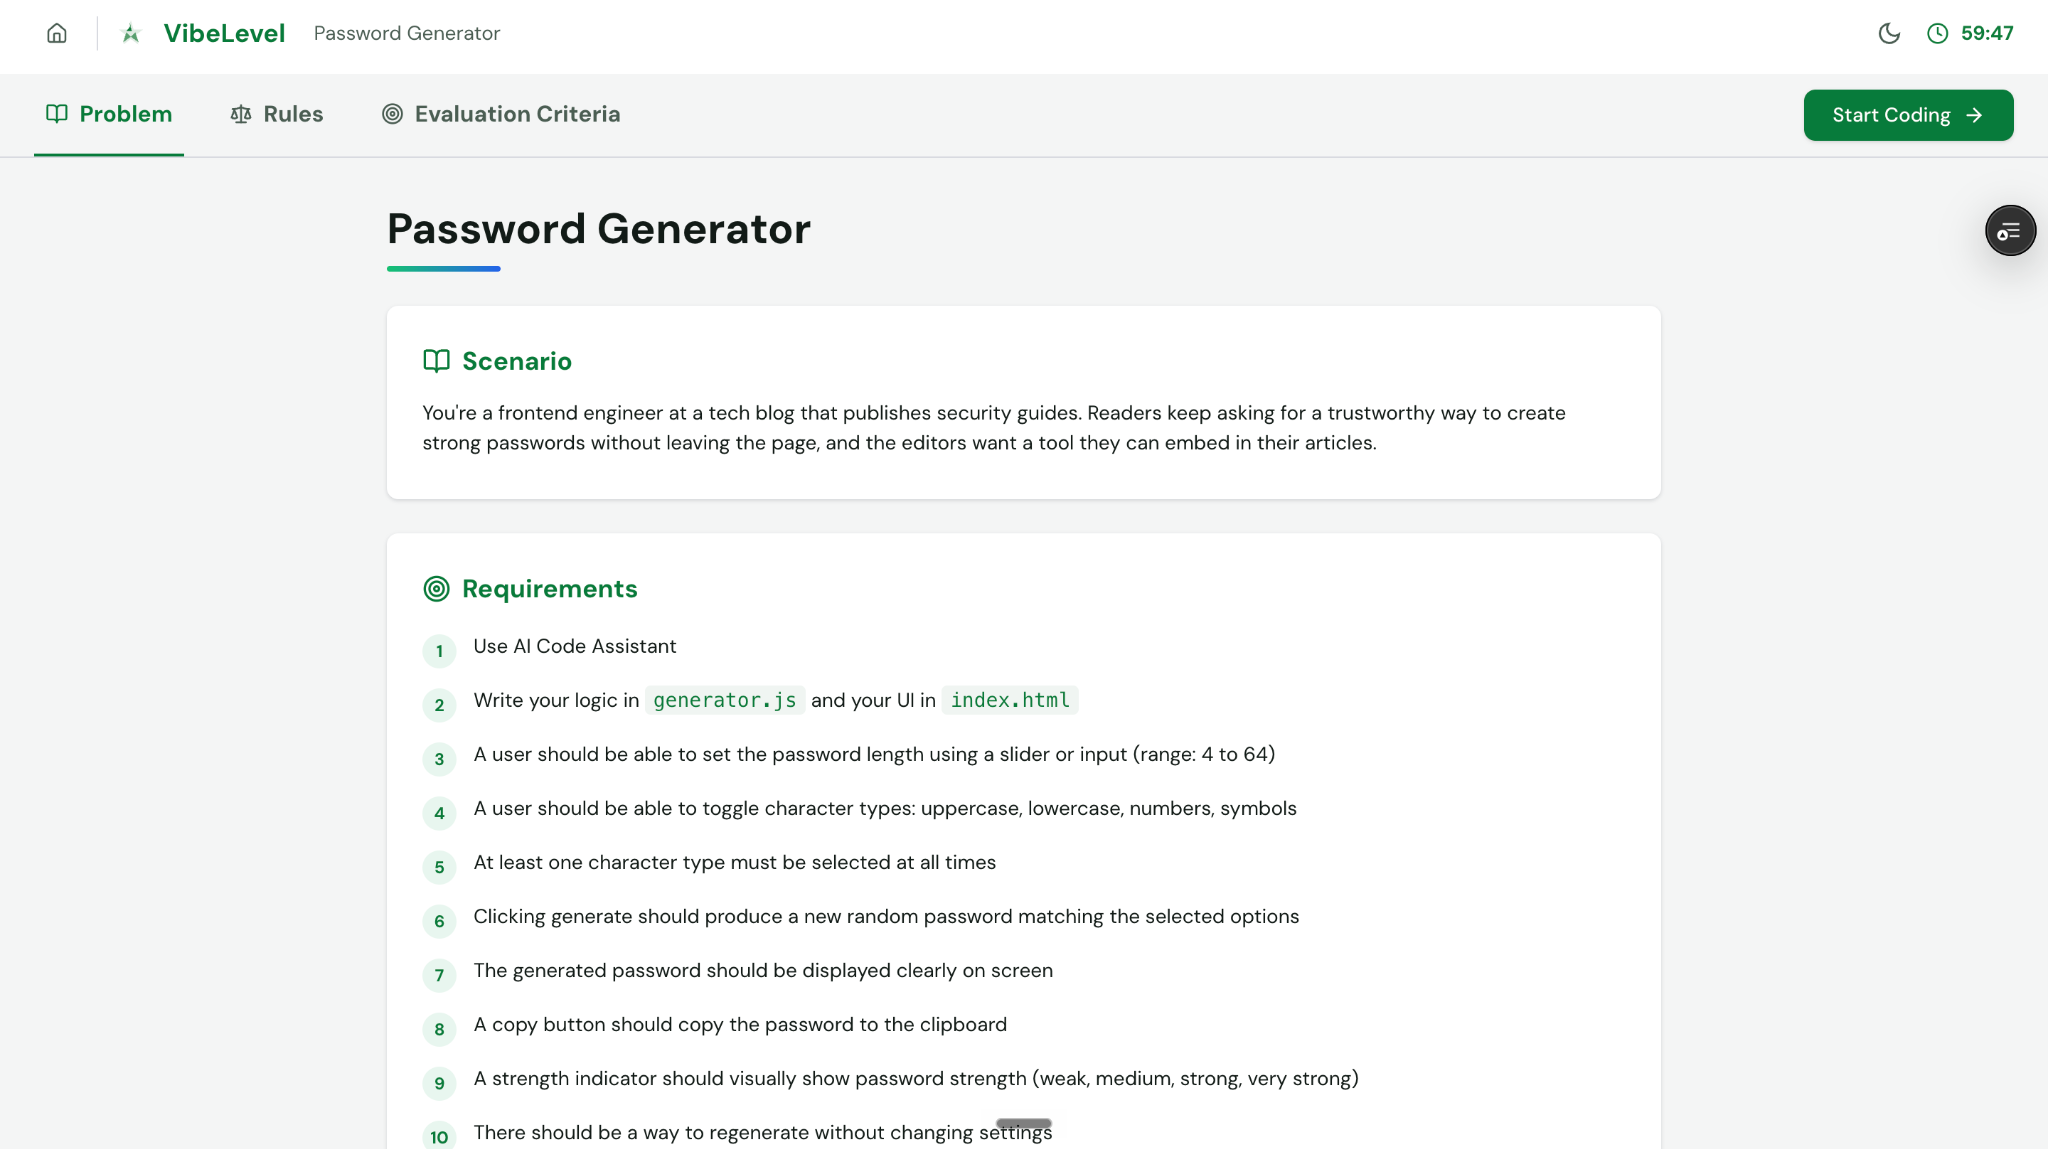 VibeLevel Password Generator 59:47
Problem Rules Evaluation Criteria Start Coding
Password Generator
Scenario
You're a frontend engineer at a tech blog that publishes security guides. Readers keep asking for a trustworthy way to create
strong passwords without leaving the page, and the editors want a tool they can embed in their articles.
Requirements
1 Use AI Code Assistant
2 Write your logic in generator.js and your UI in index.html
3 A user should be able to set the password length using a slider or input (range: 4 to 64)
4 A user should be able to toggle character types: uppercase, lowercase, numbers, symbols
5 At least one character type must be selected at all times
6 Clicking generate should produce a new random password matching the selected options
7 The generated password should be displayed clearly on screen
8 A copy button should copy the password to the clipboard
9 A strength indicator should visually show password strength (weak, medium, strong, very strong)
10 There should be a way to regenerate without changing settings